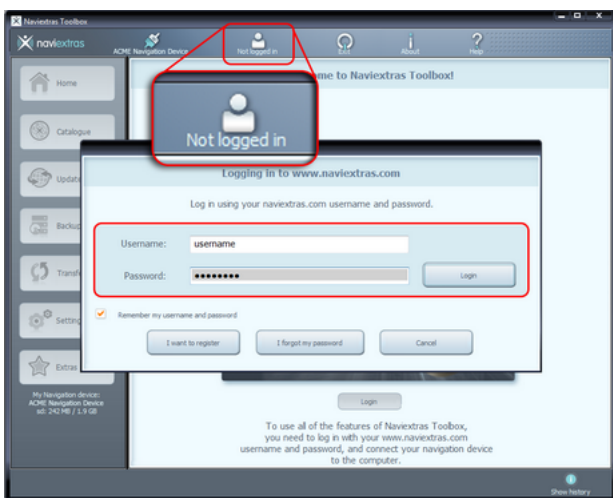 Naviextras Toolbox
naviextras
ACME Navigation Device
Not logged in
Exit
About
Help
Home
Catalogue
Update
Backup
Transfe
Setting
Extras
My Navigation device:
ACME Navigation Device
sd: 242 MB / 1.9 GB
ome to Naviextras Toolbox!
Not logged in
Logging in to www.naviextras.com
Log in using your naviextras.com username and password.
Username:
username
Password:
Login
Remember my username and password
I want to register
I forgot my password
Cancel
Login
To use all of the features of Naviextras Toolbox,
you need to log in with your www.naviextras.com
username and password, and connect your navigation device
to the computer.
Show history